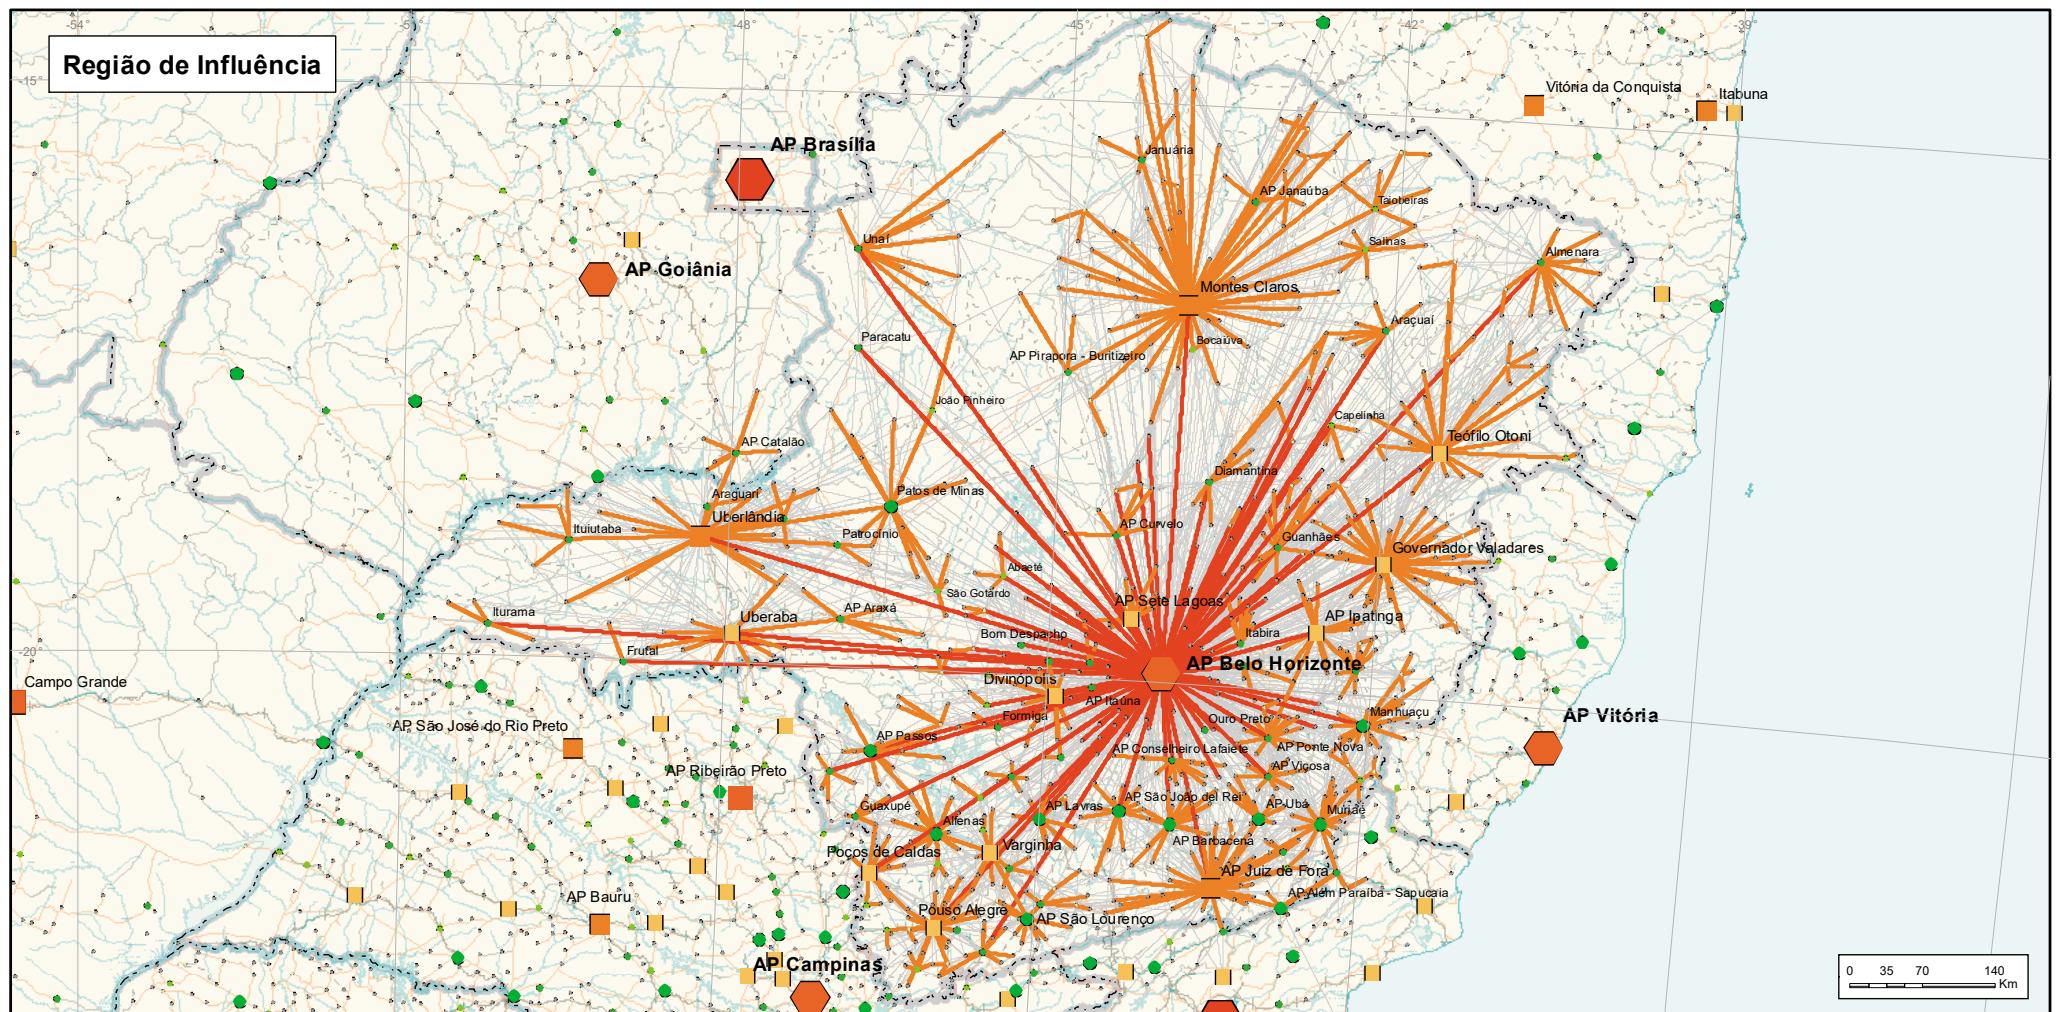 -54°
-51°
-48°
-45°
-42°
-39°
Região de Influência
-15°
Vitória da Conquista
Itabuna
AP Brasília
Januária
AP Janaúba
Taiobeiras
Unaí
Salinas
Almenara
AP Goiânia
Montes Claros
Araçuaí
Paracatu
Bocaiúva
AP Pirapora - Buritizeiro
João Pinheiro
Capelinha
AP Catalão
Teófilo Otoni
Diamantina
Araguari
Patos de Minas
Uberlândia
AP Curvelo
Ituiutaba
Patrocínio
Guanhães
Governador Valadares
Abaeté
São Gotardo
AP Sete Lagoas
Iturama
AP Araxá
Uberaba
AP Ipatinga
Bom Despacho
Itabira
-20°
Frutal
AP Belo Horizonte
Campo Grande
Divinópolis
AP Itaúna
Formiga
Ouro Preto
Manhuaçu
AP Vitória
AP São José do Rio Preto
AP Passos
AP Conselheiro Lafaiete
AP Ponte Nova
AP Ribeirão Preto
AP Viçosa
Guaxupé
AP Lavras
AP São João del Rei
AP Ubá
Muriaé
Alfenas
AP Barbacena
Poços de Caldas
Varginha
AP Juiz de Fora
AP Bauru
AP Além Paraíba - Sapucaia
Pouso Alegre
AP São Lourenço
AP Campinas
0 35 70 140
Km